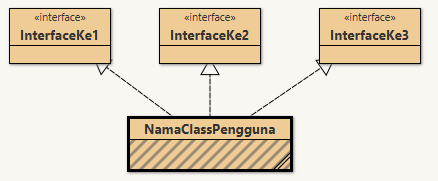 «interface»
InterfaceKe1
«interface»
InterfaceKe2
«interface»
InterfaceKe3
NamaClassPengguna